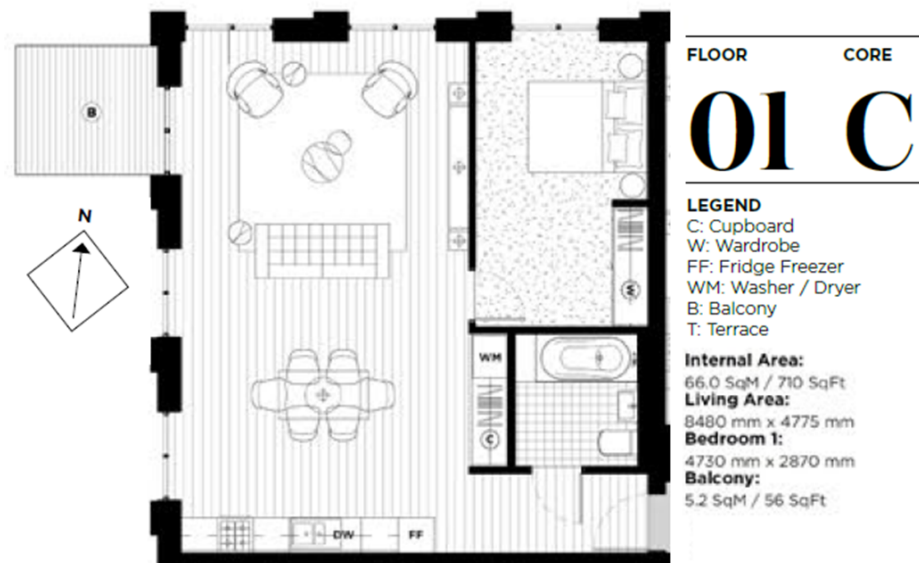 B
N
W
WM
C
DW
FF
FLOOR CORE
01 C
LEGEND
C: Cupboard
W: Wardrobe
FF: Fridge Freezer
WM: Washer / Dryer
B: Balcony
T: Terrace
Internal Area:
66.0 SqM / 710 SqFt
Living Area:
8480 mm x 4775 mm
Bedroom 1:
4730 mm x 2870 mm
Balcony:
5.2 SqM / 56 SqFt